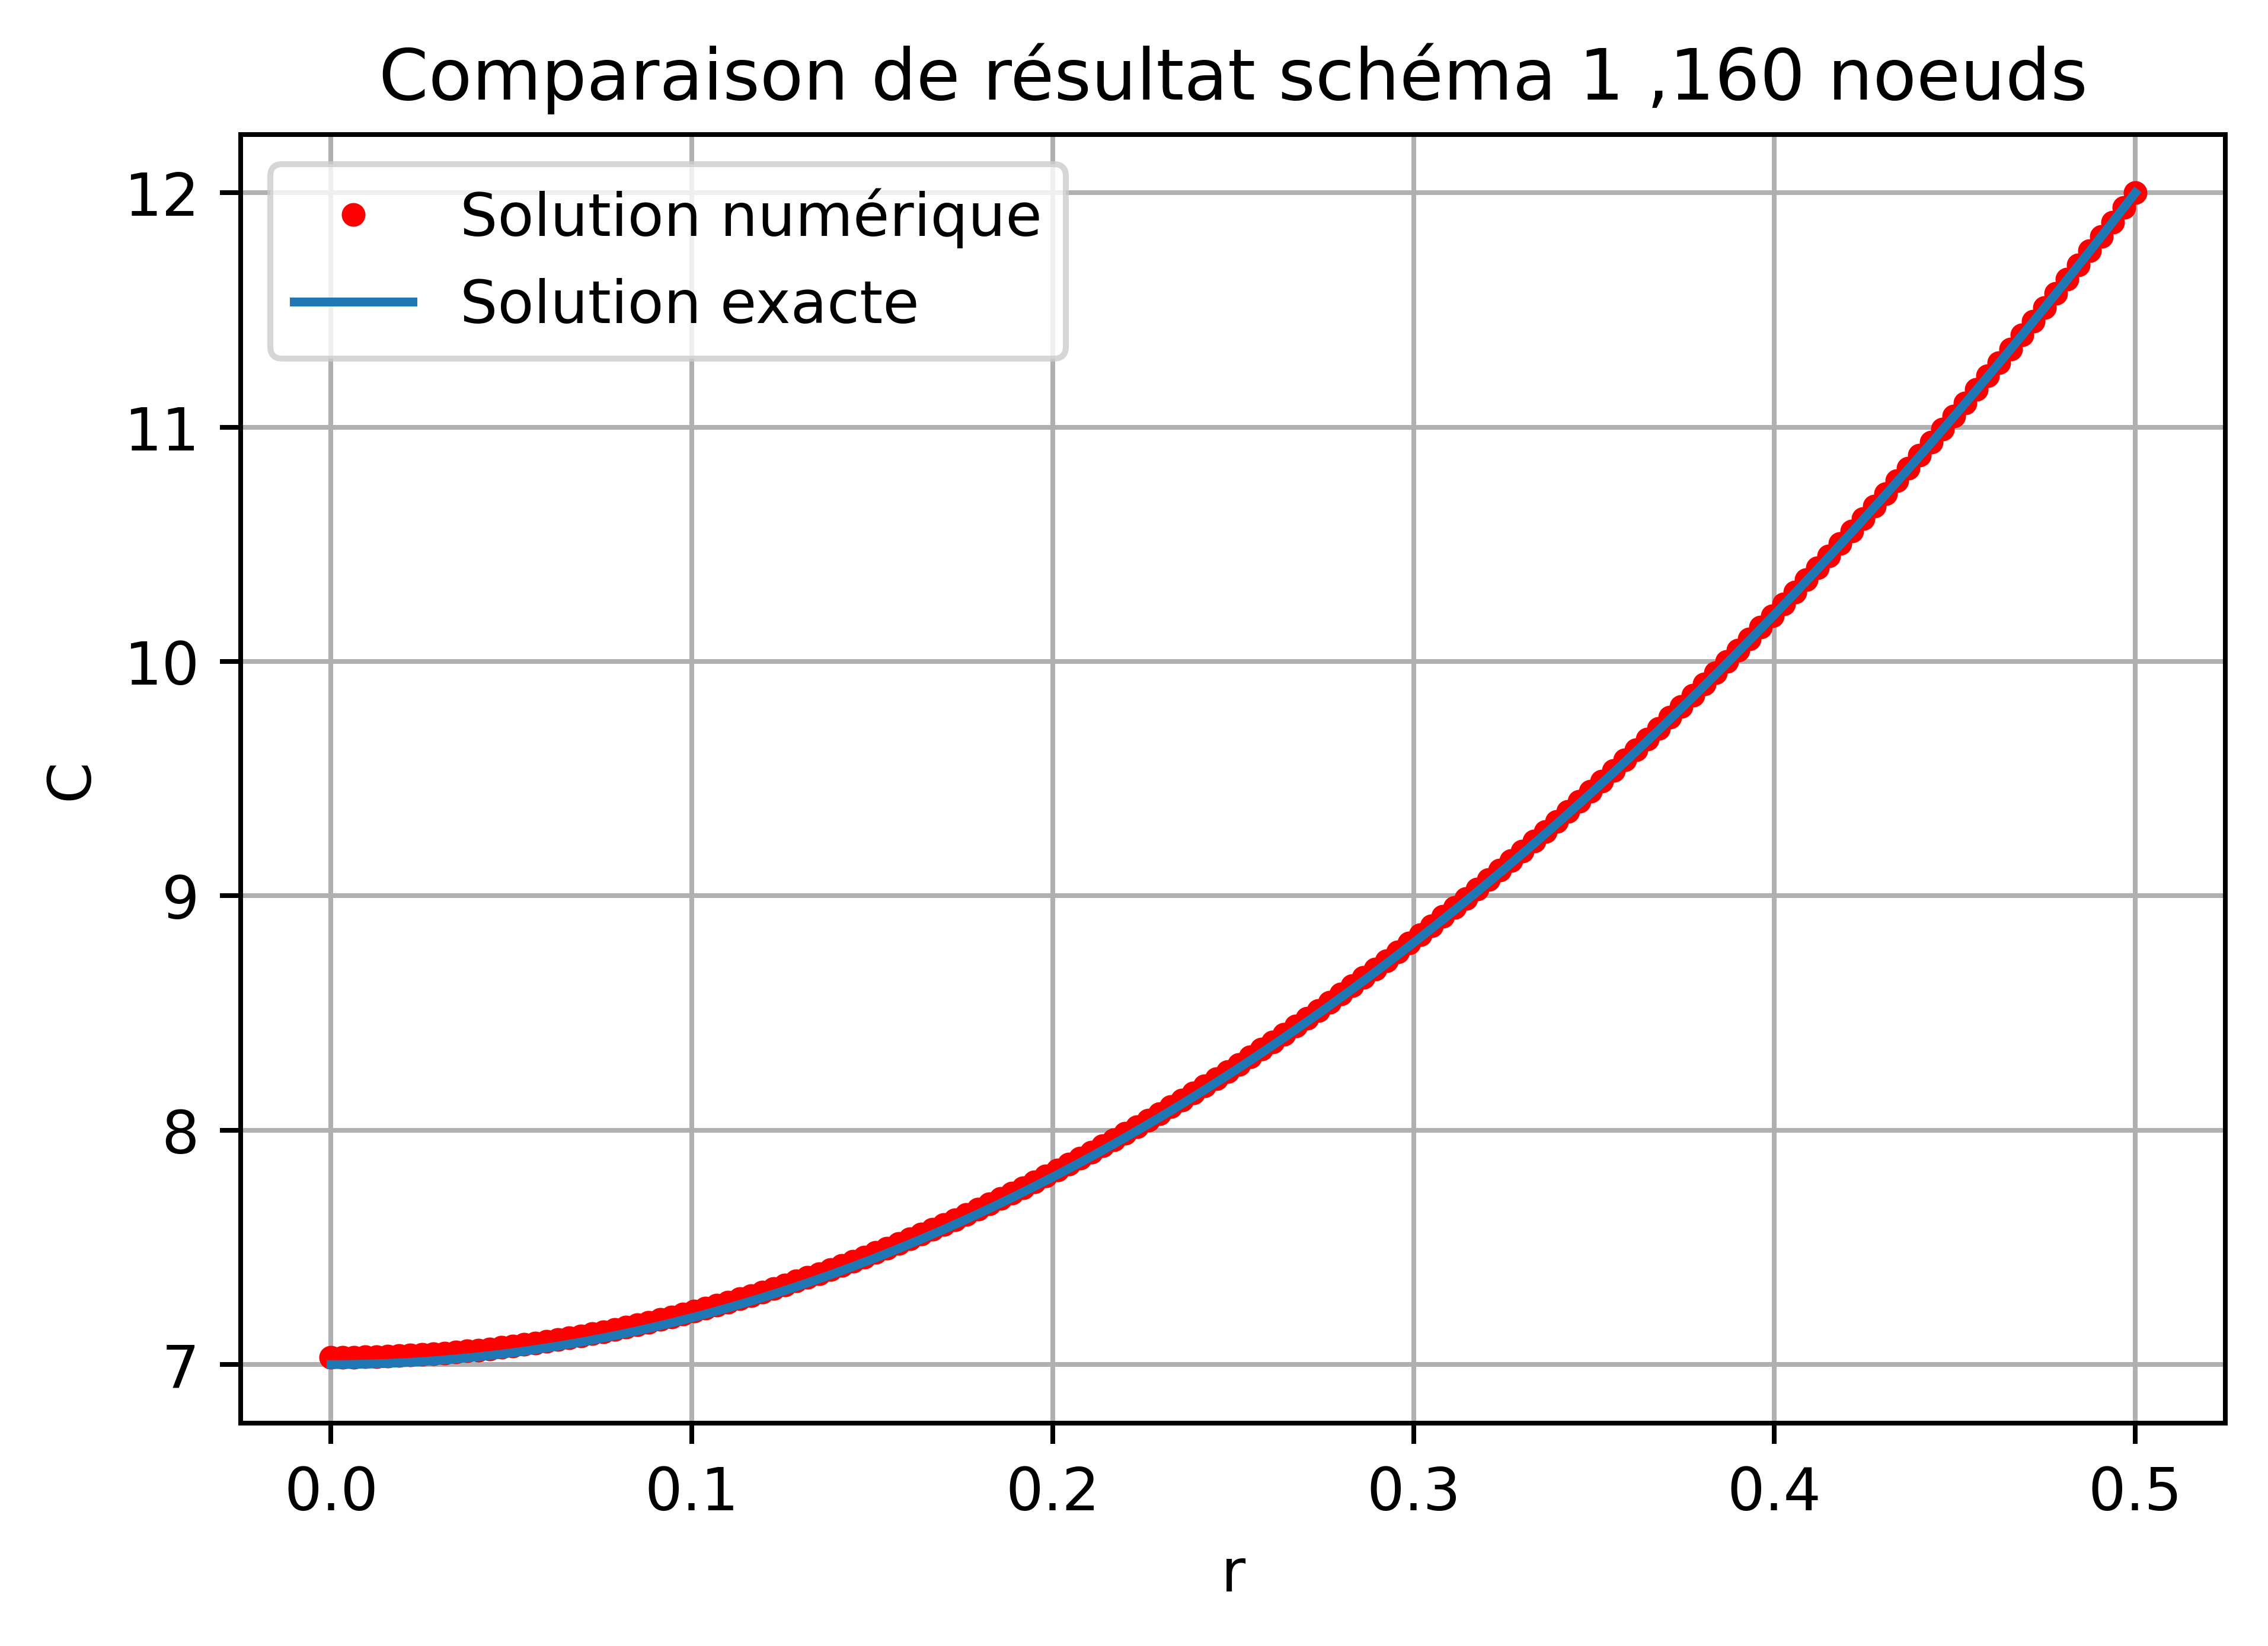 Comparaison de résultat schéma 1 ,160 noeuds
Solution numérique
Solution exacte
12
11
10
9
8
7
C
0.0 0.1 0.2 0.3 0.4 0.5
r